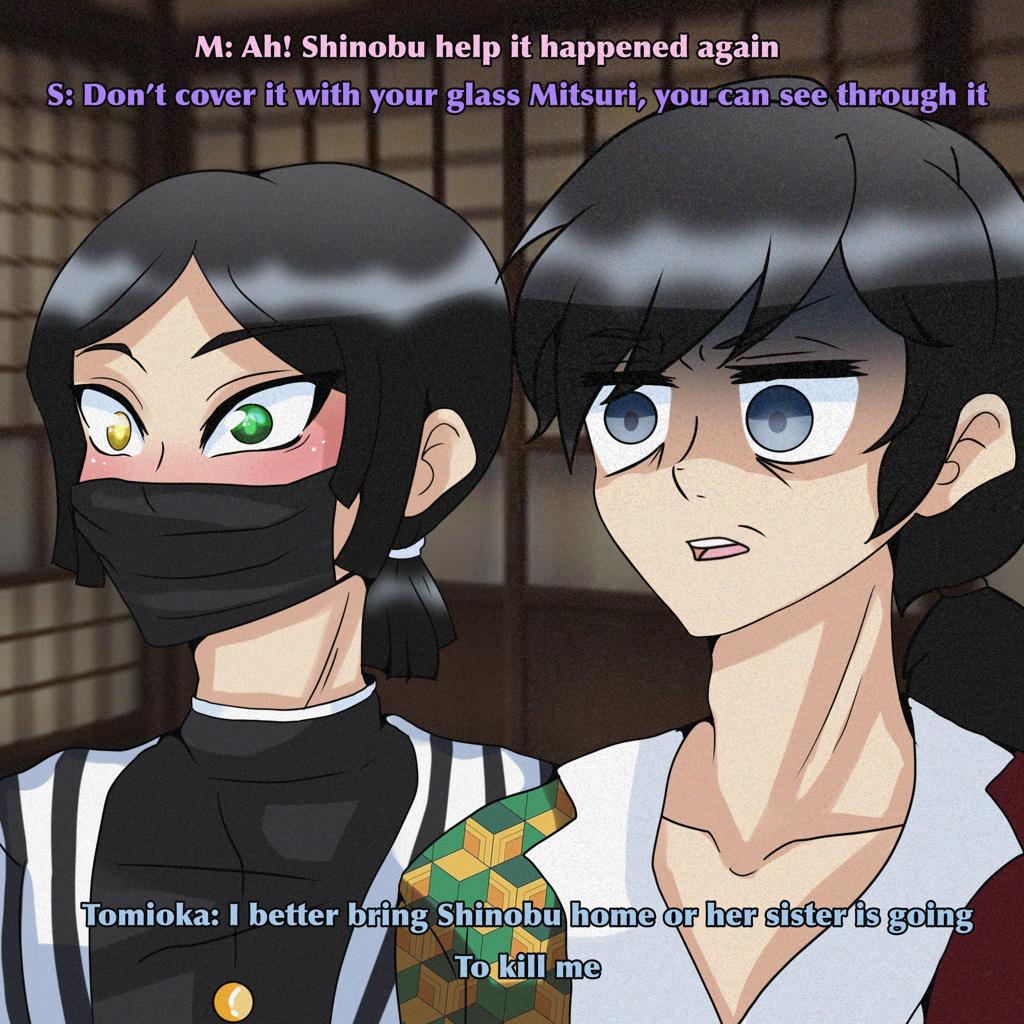 M: Ah! Shinobu help it happened again
S: Don't cover it with your glass Mitsuri, you can see through it
Tomioka: I better bring Shinobu home or her sister is going
To kill me